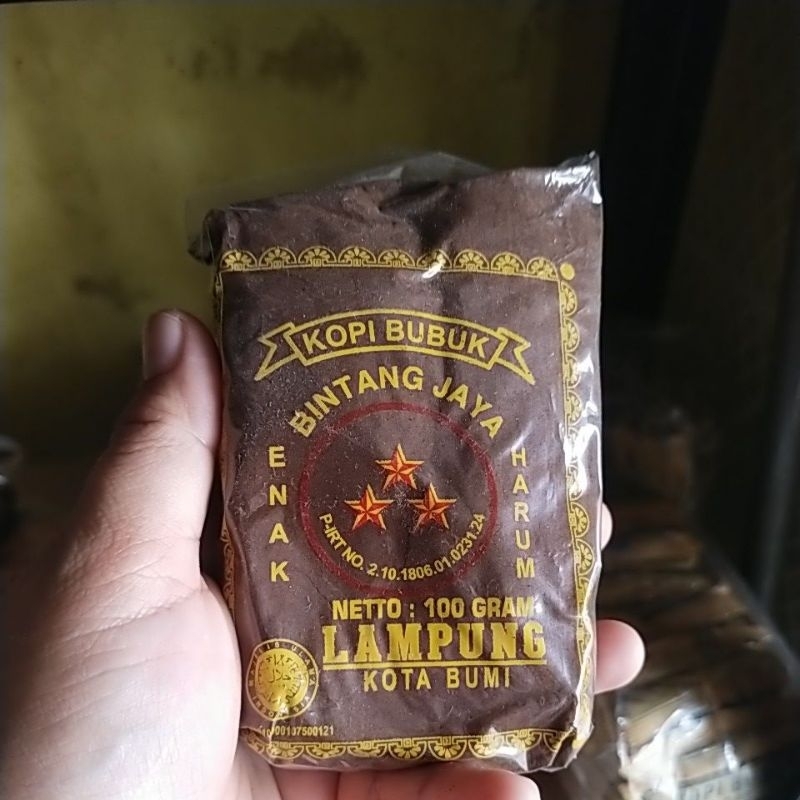 KOPI BUBUK
BINTANG JAYA
ENAK
HARUM
P-IRT NO. 2.10.1806.01.0231-24
NETTO : 100 GRAM
LAMPUNG
KOTA BUMI